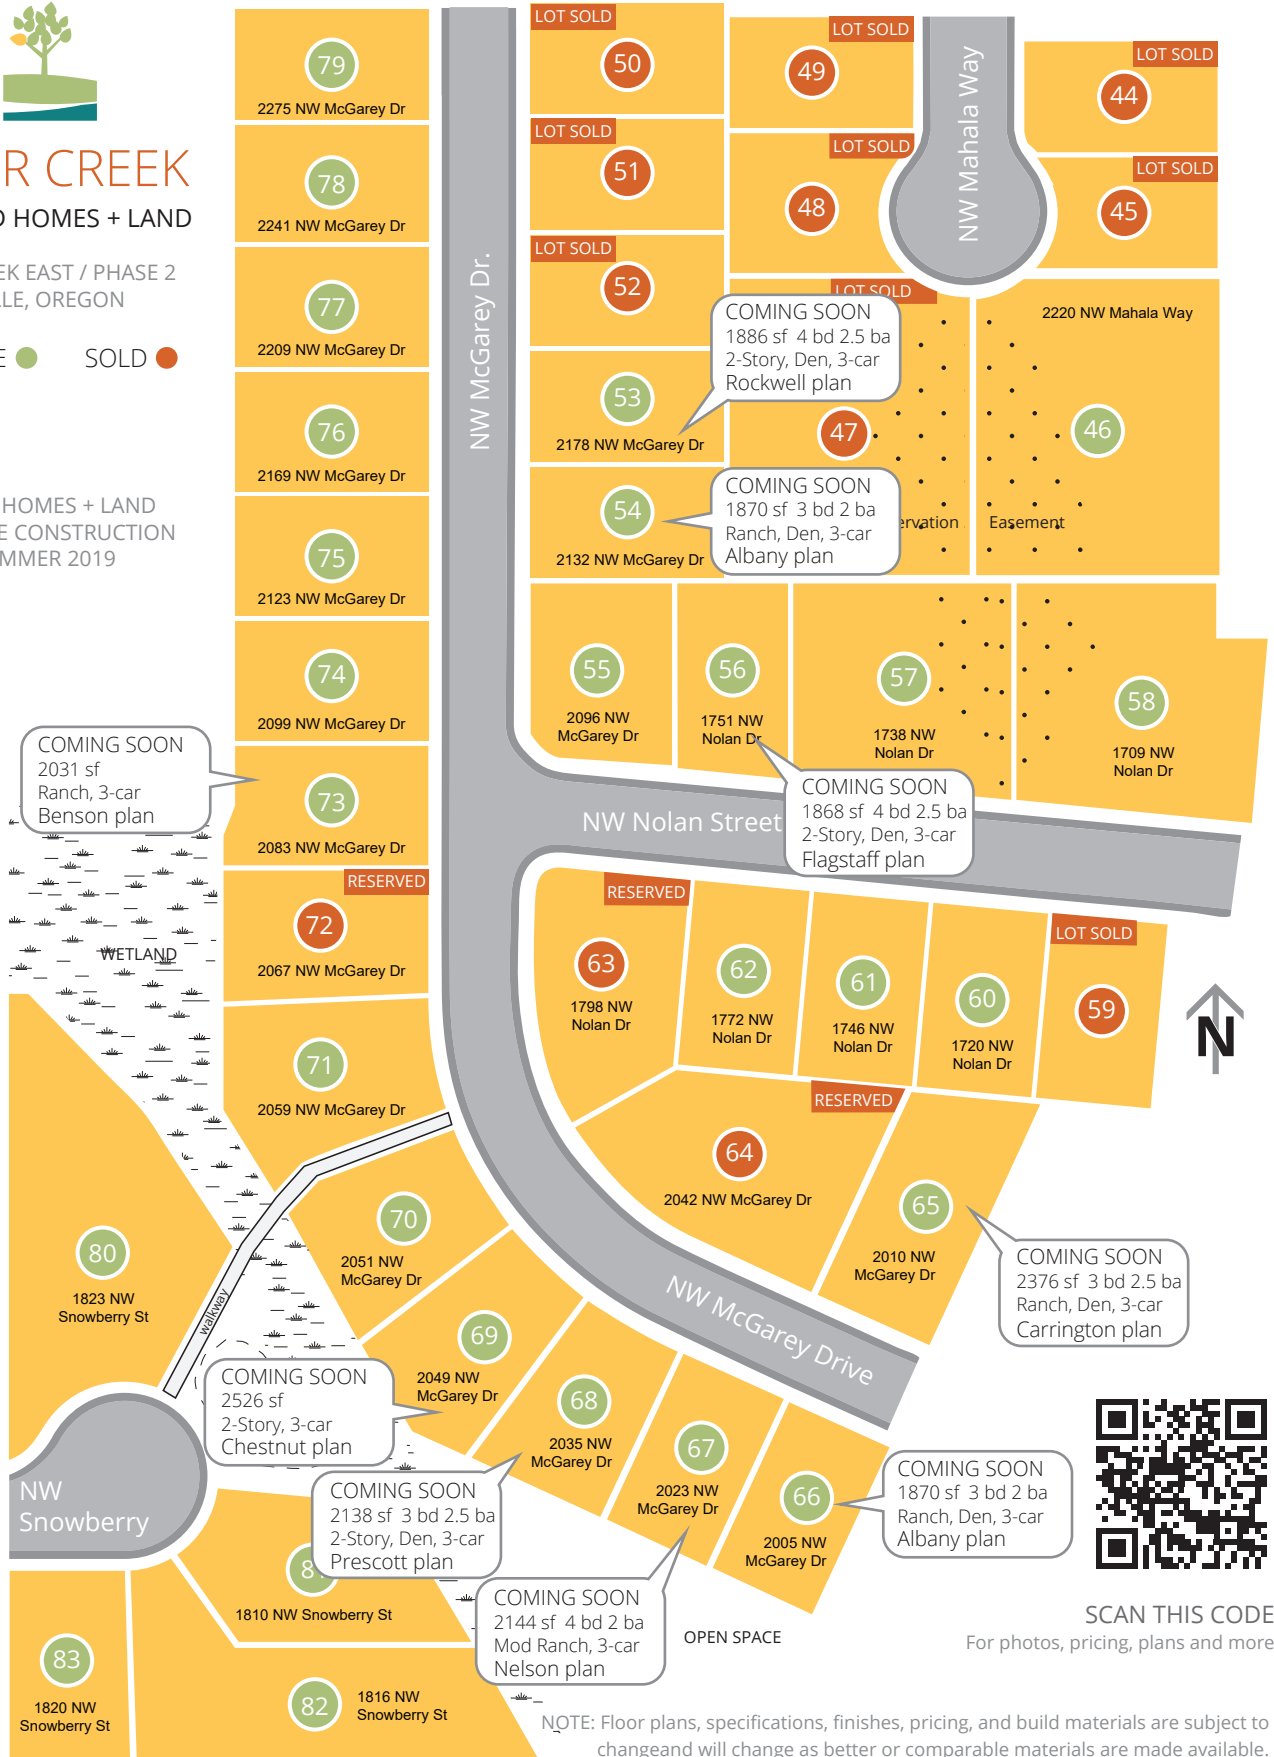 R CREEK
HOMES + LAND
EK EAST / PHASE 2
LE, OREGON
E
SOLD
HOMES + LAND
E CONSTRUCTION
MMER 2019
79
2275 NW McGarey Dr
78
2241 NW McGarey Dr
77
2209 NW McGarey Dr
76
2169 NW McGarey Dr
75
2123 NW McGarey Dr
74
2099 NW McGarey Dr
COMING SOON
2031 sf
Ranch, 3-car
Benson plan
73
2083 NW McGarey Dr
RESERVED
72
2067 NW McGarey Dr
WETLAND
71
2059 NW McGarey Dr
NW McGarey Dr.
LOT SOLD
50
LOT SOLD
51
LOT SOLD
52
53
2178 NW McGarey Dr
54
2132 NW McGarey Dr
LOT SOLD
49
LOT SOLD
48
NW Mahala Way
LOT SOLD
44
LOT SOLD
45
LOT SOLD
COMING SOON
1886 sf 4 bd 2.5 ba
2-Story, Den, 3-car
Rockwell plan
47
2220 NW Mahala Way
46
COMING SOON
1870 sf 3 bd 2 ba
Ranch, Den, 3-car
Albany plan
ervation
Easement
55
2096 NW
McGarey Dr
56
1751 NW
Nolan Dr
57
1738 NW
Nolan Dr
58
1709 NW
Nolan Dr
COMING SOON
1868 sf 4 bd 2.5 ba
2-Story, Den, 3-car
Flagstaff plan
NW Nolan Street
RESERVED
63
1798 NW
Nolan Dr
62
1772 NW
Nolan Dr
61
1746 NW
Nolan Dr
60
1720 NW
Nolan Dr
LOT SOLD
59
N
RESERVED
64
2042 NW McGarey Dr
65
2010 NW
McGarey Dr
COMING SOON
2376 sf 3 bd 2.5 ba
Ranch, Den, 3-car
Carrington plan
NW McGarey Drive
80
1823 NW
Snowberry St
walkway
70
2051 NW
McGarey Dr
69
2049 NW
McGarey Dr
COMING SOON
2526 sf
2-Story, 3-car
Chestnut plan
68
2035 NW
McGarey Dr
67
2023 NW
McGarey Dr
66
2005 NW
McGarey Dr
COMING SOON
1870 sf 3 bd 2 ba
Ranch, Den, 3-car
Albany plan
COMING SOON
2138 sf 3 bd 2.5 ba
2-Story, Den, 3-car
Prescott plan
COMING SOON
2144 sf 4 bd 2 ba
Mod Ranch, 3-car
Nelson plan
NW
Snowberry
1810 NW Snowberry St
83
1820 NW
Snowberry St
82
1816 NW
Snowberry St
OPEN SPACE
SCAN THIS CODE
For photos, pricing, plans and more
NOTE: Floor plans, specifications, finishes, pricing, and build materials are subject to
changeand will change as better or comparable materials are made available.